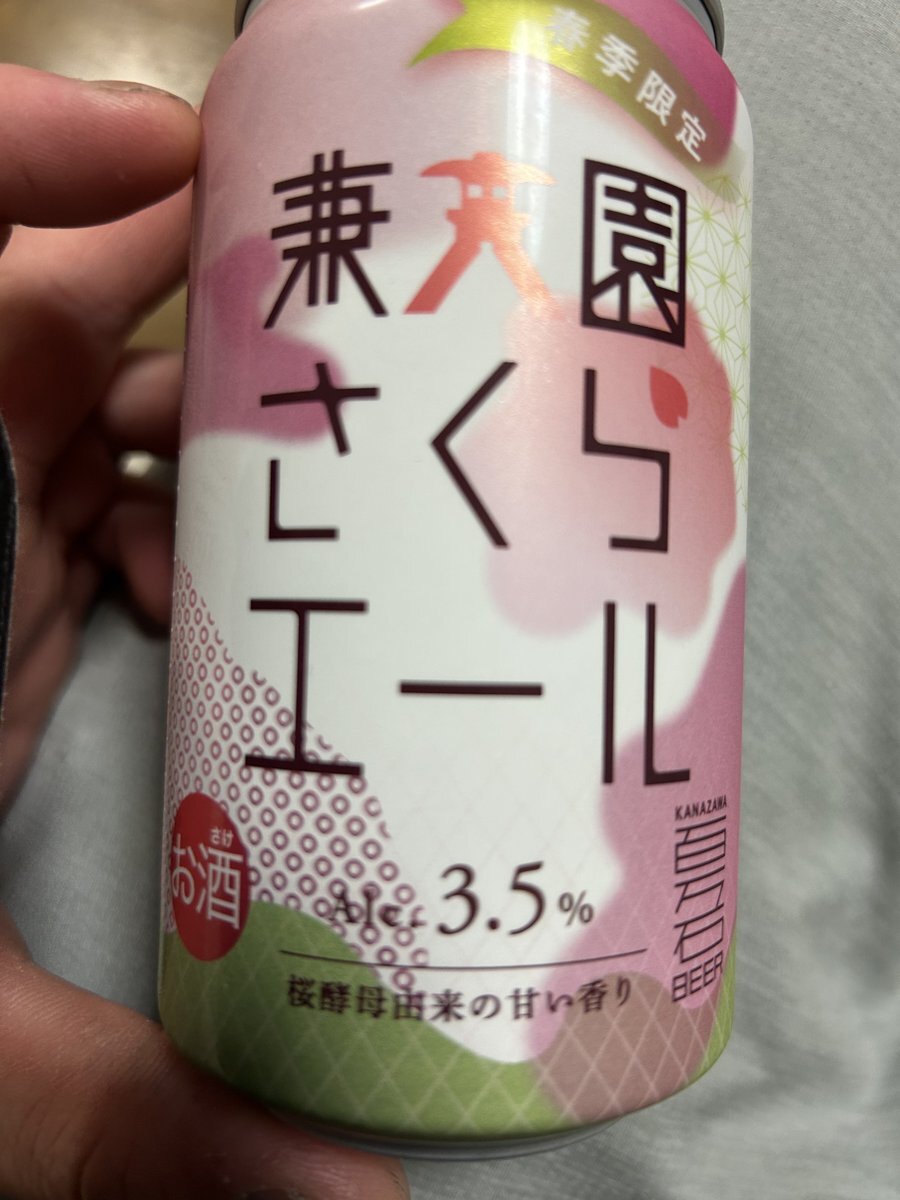 春季限定
兼六園
さくら
エール
KANAZAWA
百万石
BEER
さけ
お酒
Alc. 3.5%
桜酵母由来の甘い香り